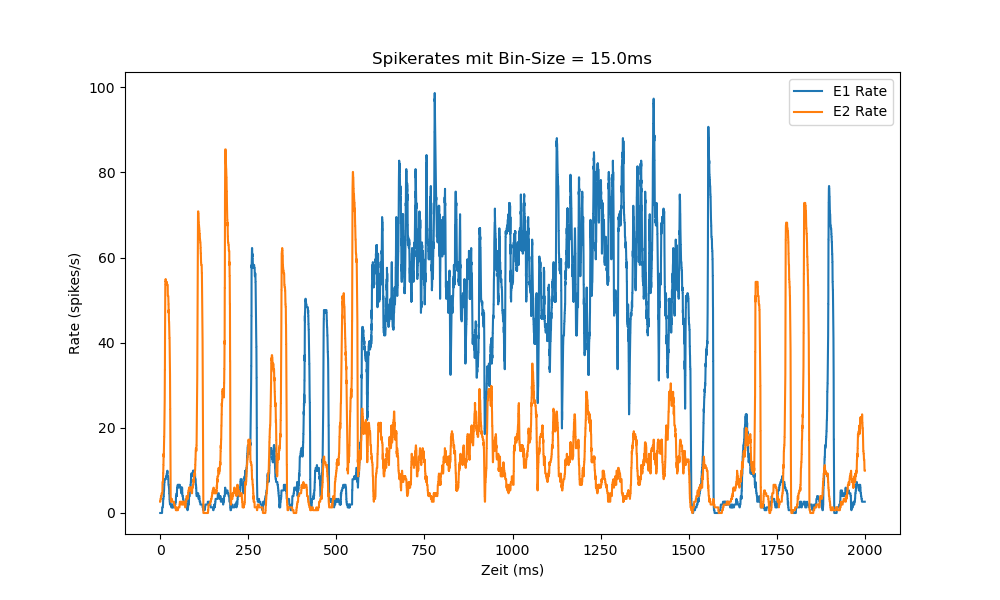 Spikerates mit Bin-Size = 15.0ms
E1 Rate
E2 Rate
100
80
60
40
20
0
Rate (spikes/s)
0 250 500 750 1000 1250 1500 1750 2000
Zeit (ms)